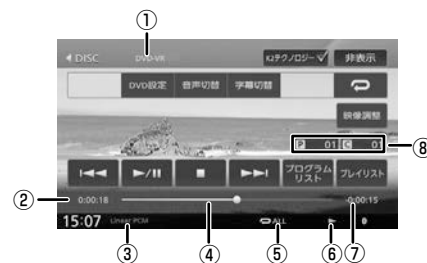 ①
DISC DVD-VR K2テクノロジー 非表示
DVD設定 音声切替 字幕切替
映像調整
P 01 C 01 ⑧
プログラム
リスト プレイリスト
② 0:00:18 -0:00:15
15:07 Linear PCM ALL
③ ④ ⑤ ⑥ ⑦